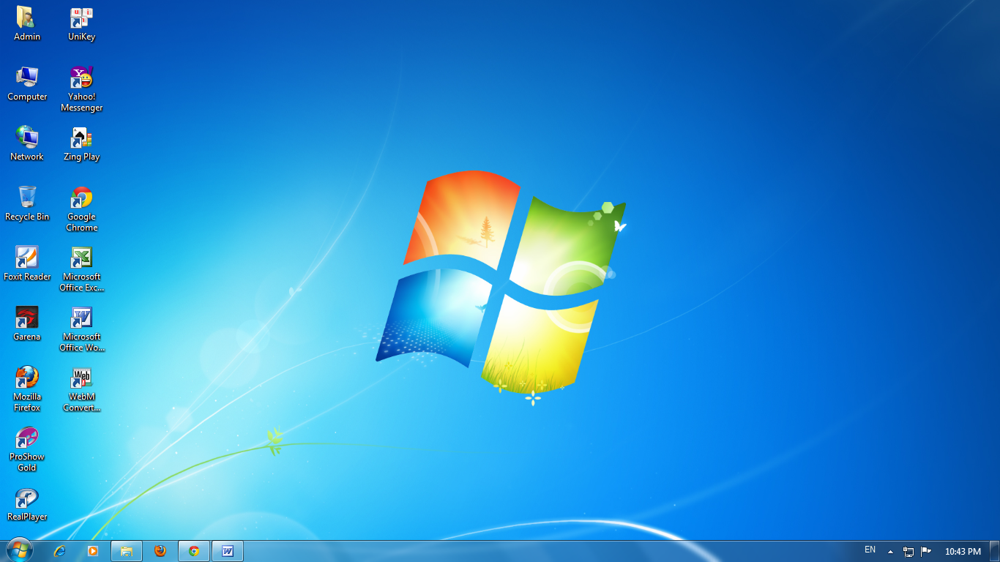 Admin
UniKey
Computer
Yahoo!
Messenger
Network
Zing Play
Recycle Bin
Google
Chrome
Foxit Reader
Microsoft
Office Exc...
Garena
Microsoft
Office Wo...
Mozilla
Firefox
WebM
Convert...
ProShow
Gold
RealPlayer
EN
10:43 PM